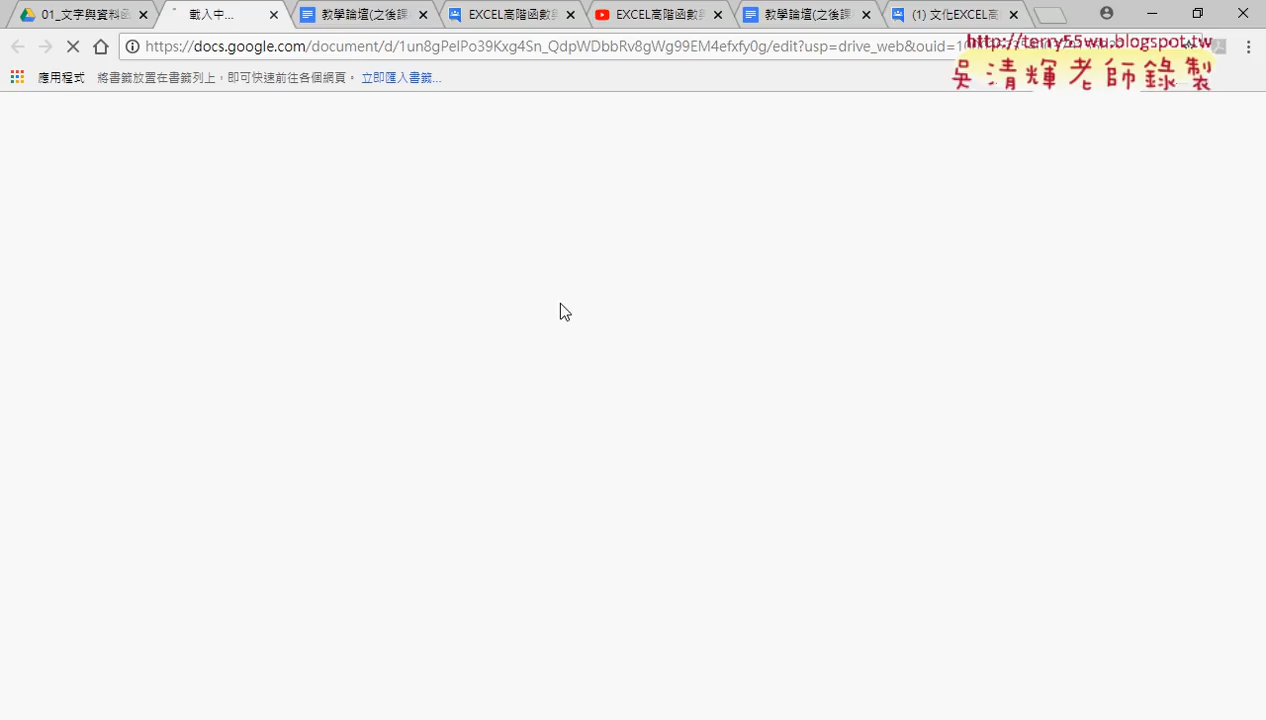 01_文字與資料函
載入中...
教學論壇(之後課
EXCEL高階函數與
EXCEL高階函數與
教學論壇(之後課
(1) 文化EXCEL高
https://docs.google.com/document/d/1un8gPeIPo39Kxg4Sn_QdpWDbbRv8gWg99EM4efxfy0g/edit?usp=drive_web&ouid=10
http://terry55wu.blogspot.tw
吳清輝老師錄製
應用程式 將書籤放置在書籤列上，即可快速前往各個網頁。 立即匯入書籤...